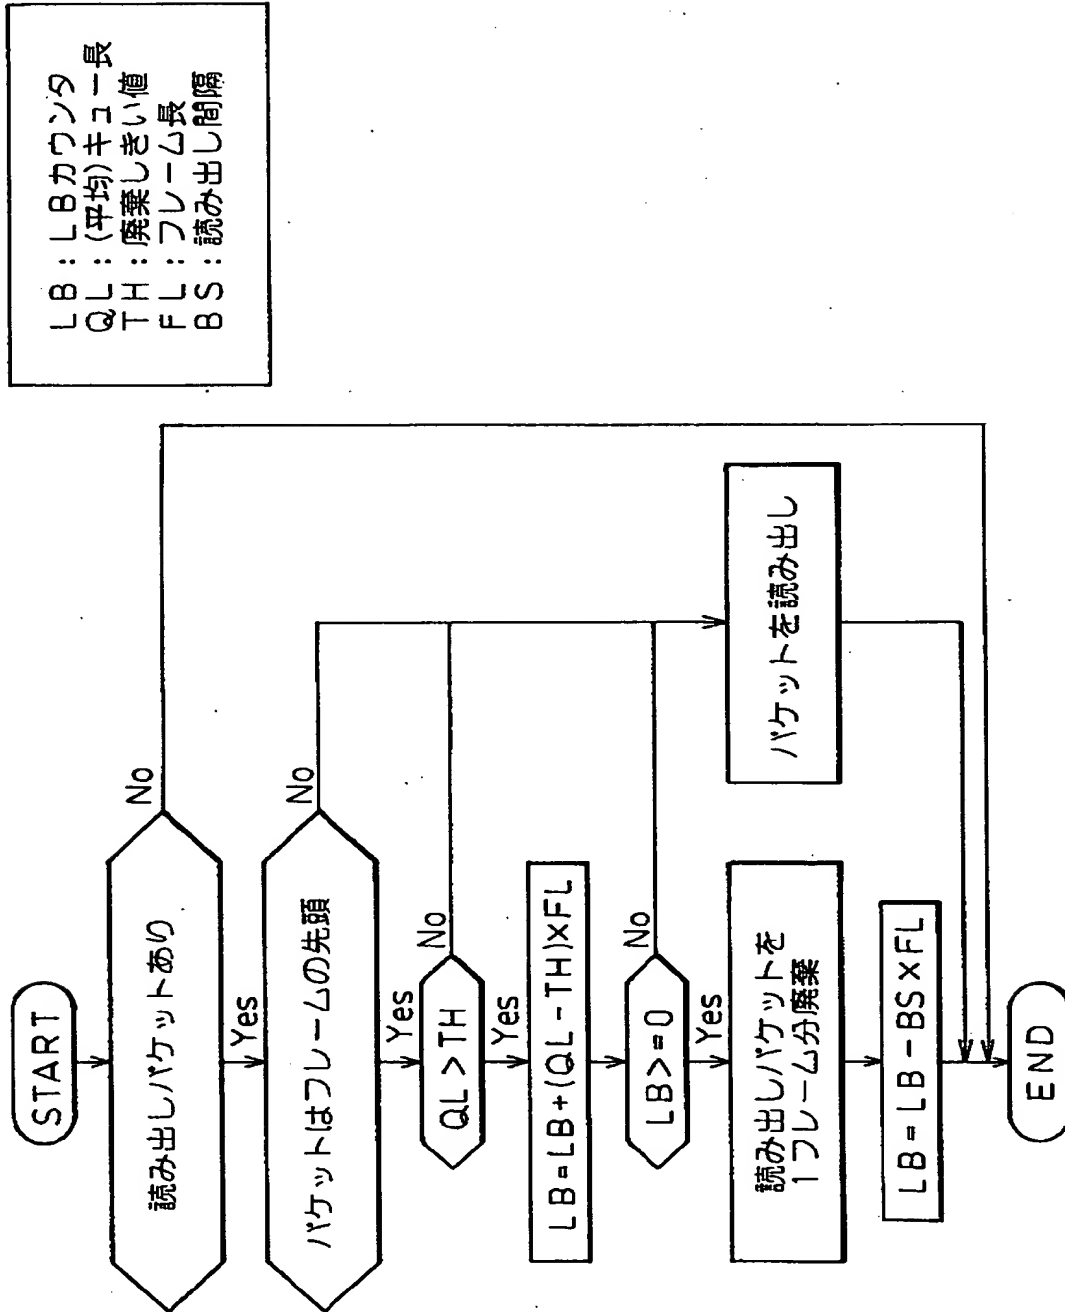 START
読み出しパケットあり
No
Yes
パケットはフレームの先頭
No
Yes
QL>TH
No
Yes
LB=LB+(QL-TH)×FL
LB>=0
No
Yes
読み出しパケットを
1フレーム分廃棄
パケットを読み出し
LB=LB-BS×FL
END
LB:LBカウンタ
QL:(平均)キュー長
TH:廃棄しきい値
FL:フレーム長
BS:読み出し間隔